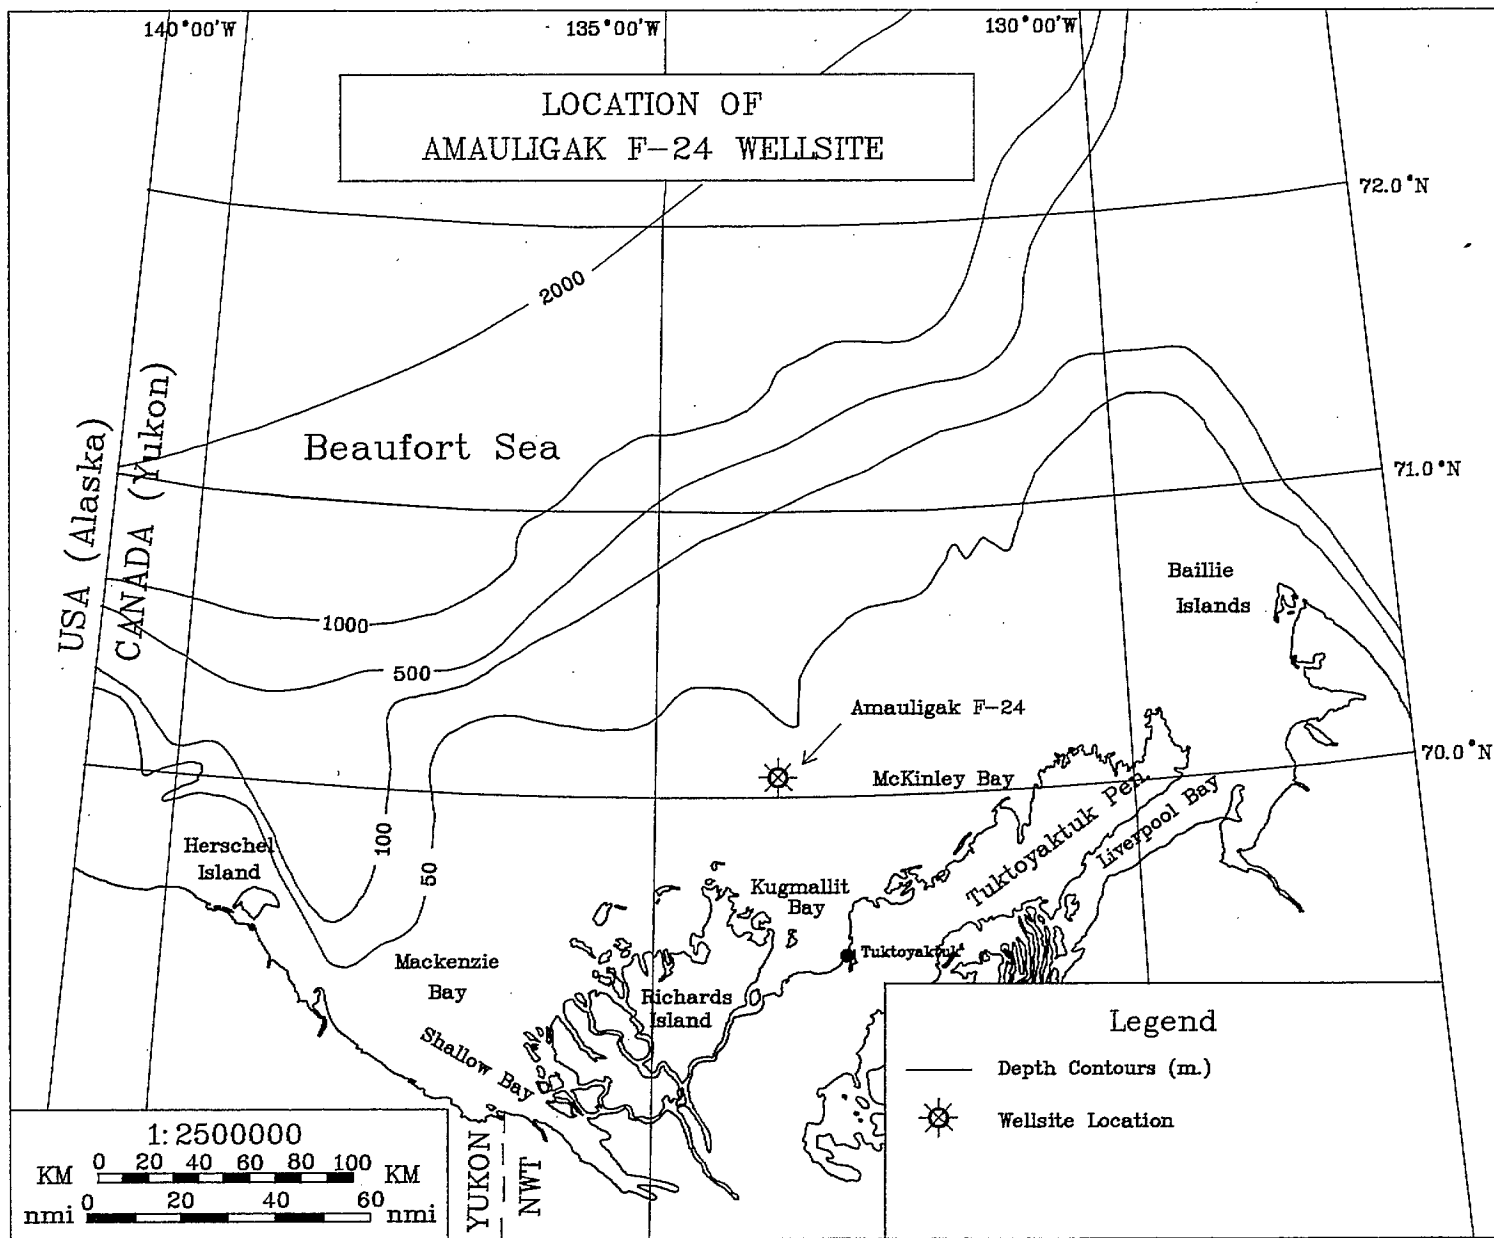 140°00'W
135°00'W
130°00'W
LOCATION OF
AMAULIGAK F-24 WELLSITE
72.0°N
2000
Beaufort Sea
71.0°N
USA (Alaska)
CANADA (Yukon)
Baillie
Islands
1000
500
Amauligak F-24
70.0°N
McKinley Bay
100
50
Herschel
Island
Tuktoyaktuk Pen.
Liverpool Bay
Kugmallit
Bay
Tuktoyaktuk
Mackenzie
Bay
Richards
Island
Shallow Bay
Legend
Depth Contours (m.)
Wellsite Location
1:2500000
KM 0 20 40 60 80 100 KM
nmi 0 20 40 60 nmi
YUKON
NWT